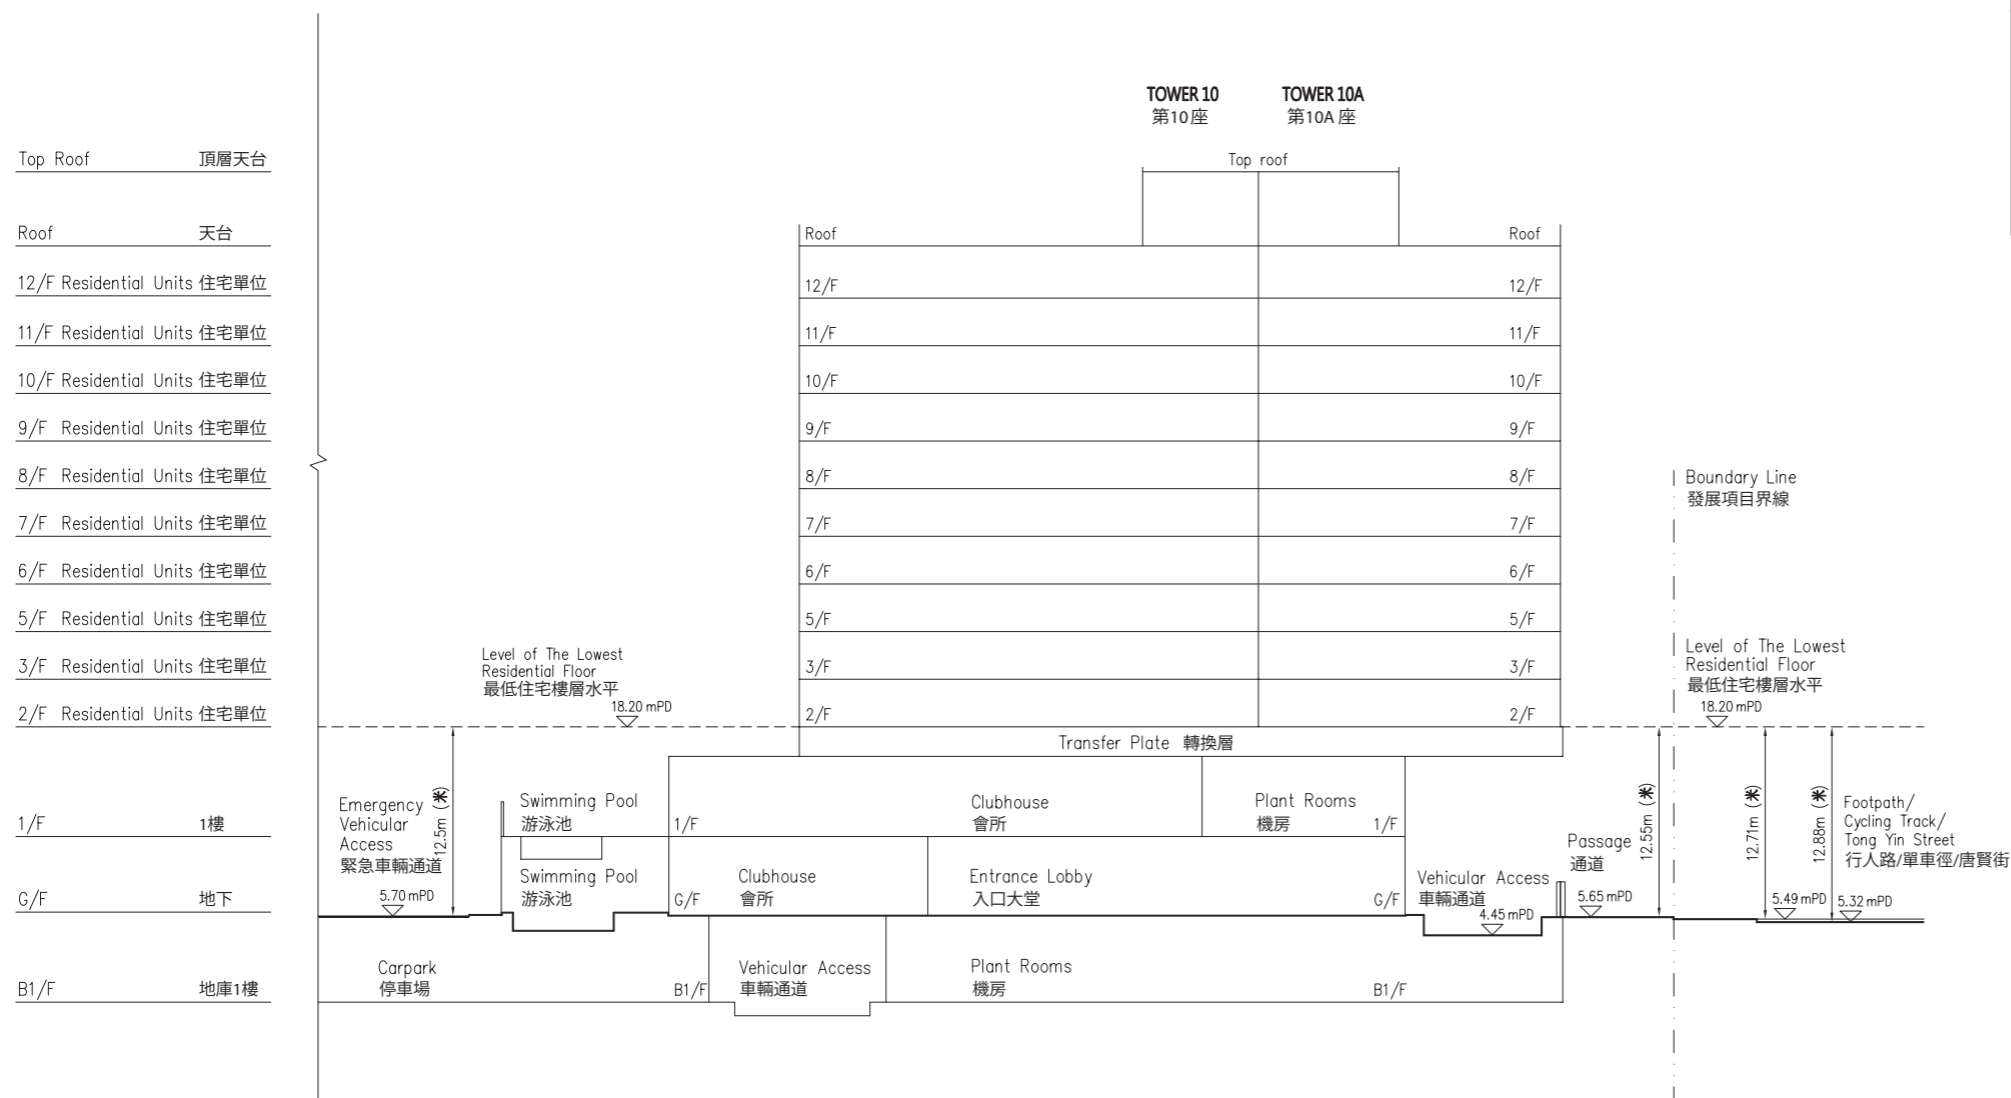 TOWER 10
第10座
TOWER 10A
第10A座
Top Roof 頂層天台
Top roof
Roof 天台
Roof
Roof
12/F Residential Units 住宅單位
12/F
12/F
11/F Residential Units 住宅單位
11/F
11/F
10/F Residential Units 住宅單位
10/F
10/F
9/F Residential Units 住宅單位
9/F
9/F
8/F Residential Units 住宅單位
8/F
8/F
Boundary Line
發展項目界線
7/F Residential Units 住宅單位
7/F
7/F
6/F Residential Units 住宅單位
6/F
6/F
5/F Residential Units 住宅單位
5/F
5/F
3/F Residential Units 住宅單位
Level of The Lowest
Residential Floor
最低住宅樓層水平
18.20 mPD
3/F
3/F
Level of The Lowest
Residential Floor
最低住宅樓層水平
18.20 mPD
2/F Residential Units 住宅單位
2/F
2/F
Transfer Plate 轉換層
1/F 1樓
Emergency
Vehicular
Access
緊急車輛通道
12.5m (米)
Swimming Pool
游泳池
1/F
Clubhouse
會所
Plant Rooms
機房
1/F
Passage
通道
12.55m (米)
12.71m (米)
12.88m (米)
Footpath/
Cycling Track/
Tong Yin Street
行人路/單車徑/唐賢街
G/F 地下
5.70 mPD
Swimming Pool
游泳池
G/F
Clubhouse
會所
Entrance Lobby
入口大堂
G/F
Vehicular Access
車輛通道
4.45 mPD
5.65 mPD
5.49 mPD
5.32 mPD
B1/F 地庫1樓
Carpark
停車場
B1/F
Vehicular Access
車輛通道
Plant Rooms
機房
B1/F